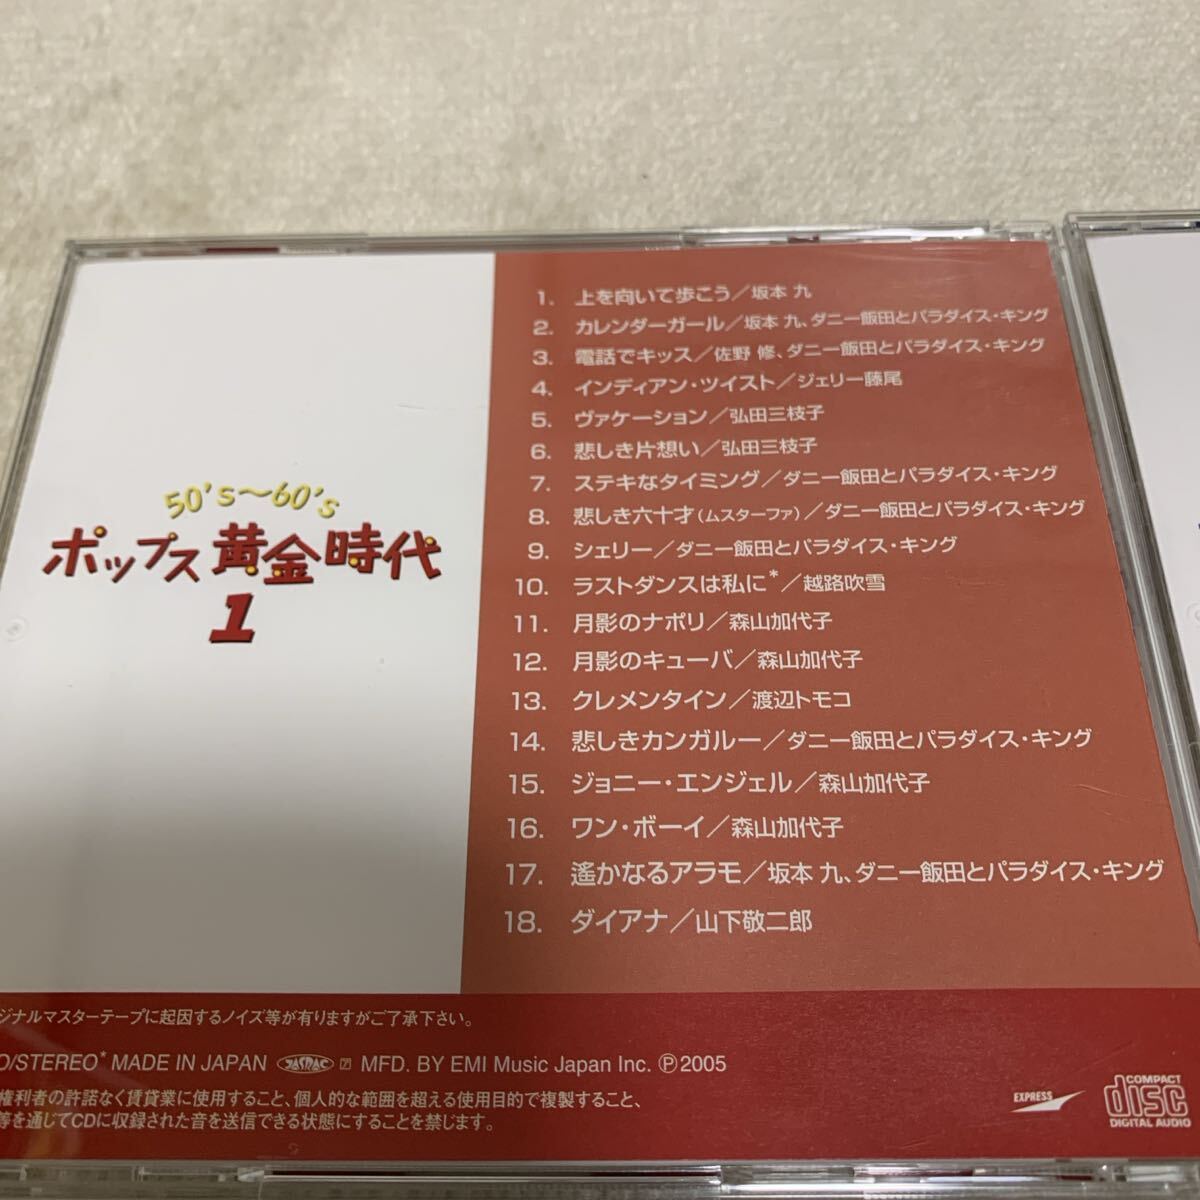 50's～60's
ポップス黄金時代
1
1. 上を向いて歩こう／坂本 九
2. カレンダーガール／坂本 九、ダニー飯田とパラダイス・キング
3. 電話でキッス／佐野 修、ダニー飯田とパラダイス・キング
4. インディアン・ツイスト／ジェリー藤尾
5. ヴァケーション／弘田三枝子
6. 悲しき片想い／弘田三枝子
7. ステキなタイミング／ダニー飯田とパラダイス・キング
8. 悲しき六十才（ムスターファ）／ダニー飯田とパラダイス・キング
9. シェリー／ダニー飯田とパラダイス・キング
10. ラストダンスは私に*／越路吹雪
11. 月影のナポリ／森山加代子
12. 月影のキューバ／森山加代子
13. クレメンタイン／渡辺トモコ
14. 悲しきカンガルー／ダニー飯田とパラダイス・キング
15. ジョニー・エンジェル／森山加代子
16. ワン・ボーイ／森山加代子
17. 遙かなるアラモ／坂本 九、ダニー飯田とパラダイス・キング
18. ダイアナ／山下敬二郎
ジナルマスターテープに起因するノイズ等が有りますがご了承下さい。
O/STEREO* MADE IN JAPAN JASRAC MFD. BY EMI Music Japan Inc. Ⓟ2005
権利者の許諾なく賃貸業に使用すること、個人的な範囲を超える使用目的で複製すること、
等を通じてCDに収録された音を送信できる状態にすることを禁じます。
EXPRESS
COMPACT
disc
DIGITAL AUDIO